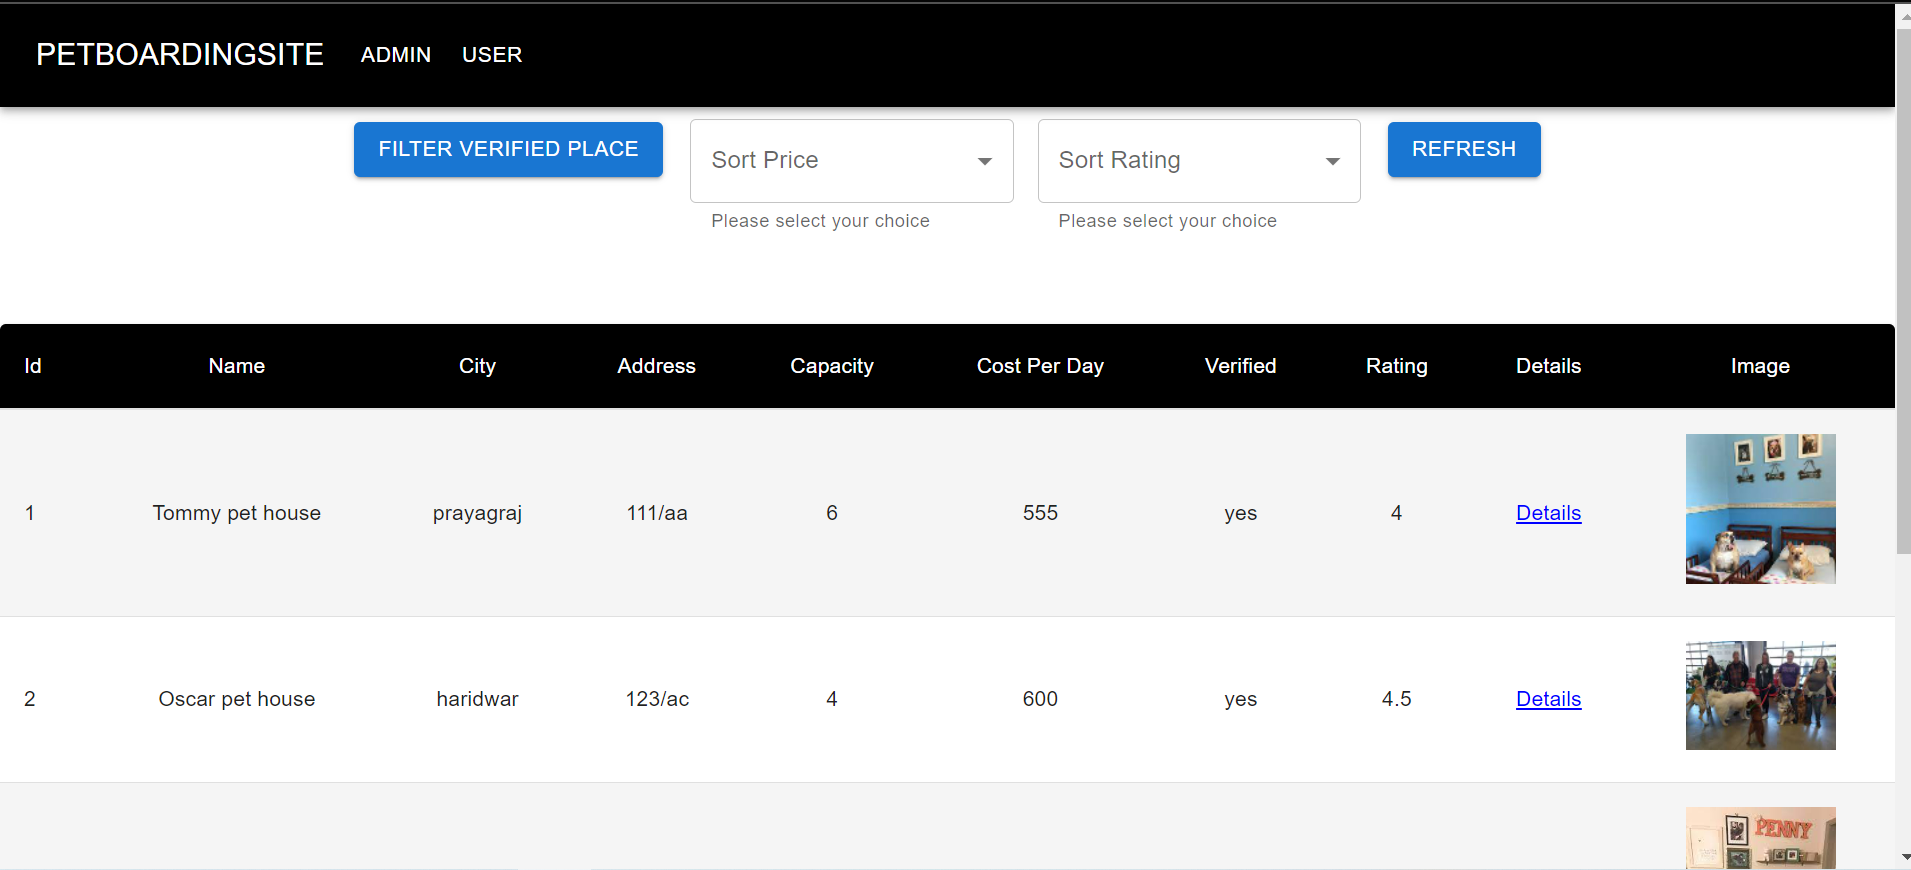 PETBOARDINGSITE ADMIN USER
FILTER VERIFIED PLACE Sort Price Sort Rating REFRESH
Please select your choice Please select your choice
Id Name City Address Capacity Cost Per Day Verified Rating Details Image
1 Tommy pet house prayagraj 111/aa 6 555 yes 4 Details
2 Oscar pet house haridwar 123/ac 4 600 yes 4.5 Details
PENNY